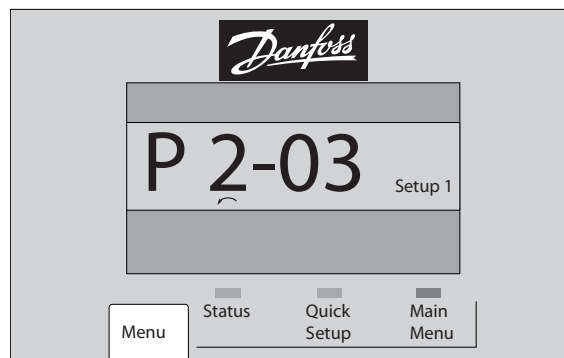 Danfoss
P 2-03
Setup 1
Status
Quick Setup
Main Menu
Menu